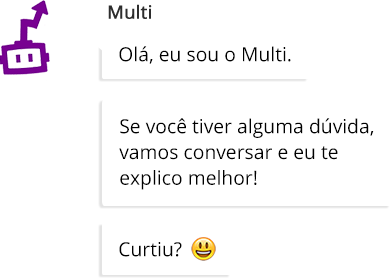 Multi
Olá, eu sou o Multi.
Se você tiver alguma dúvida,
vamos conversar e eu te
explico melhor!
Curtiu? 😃